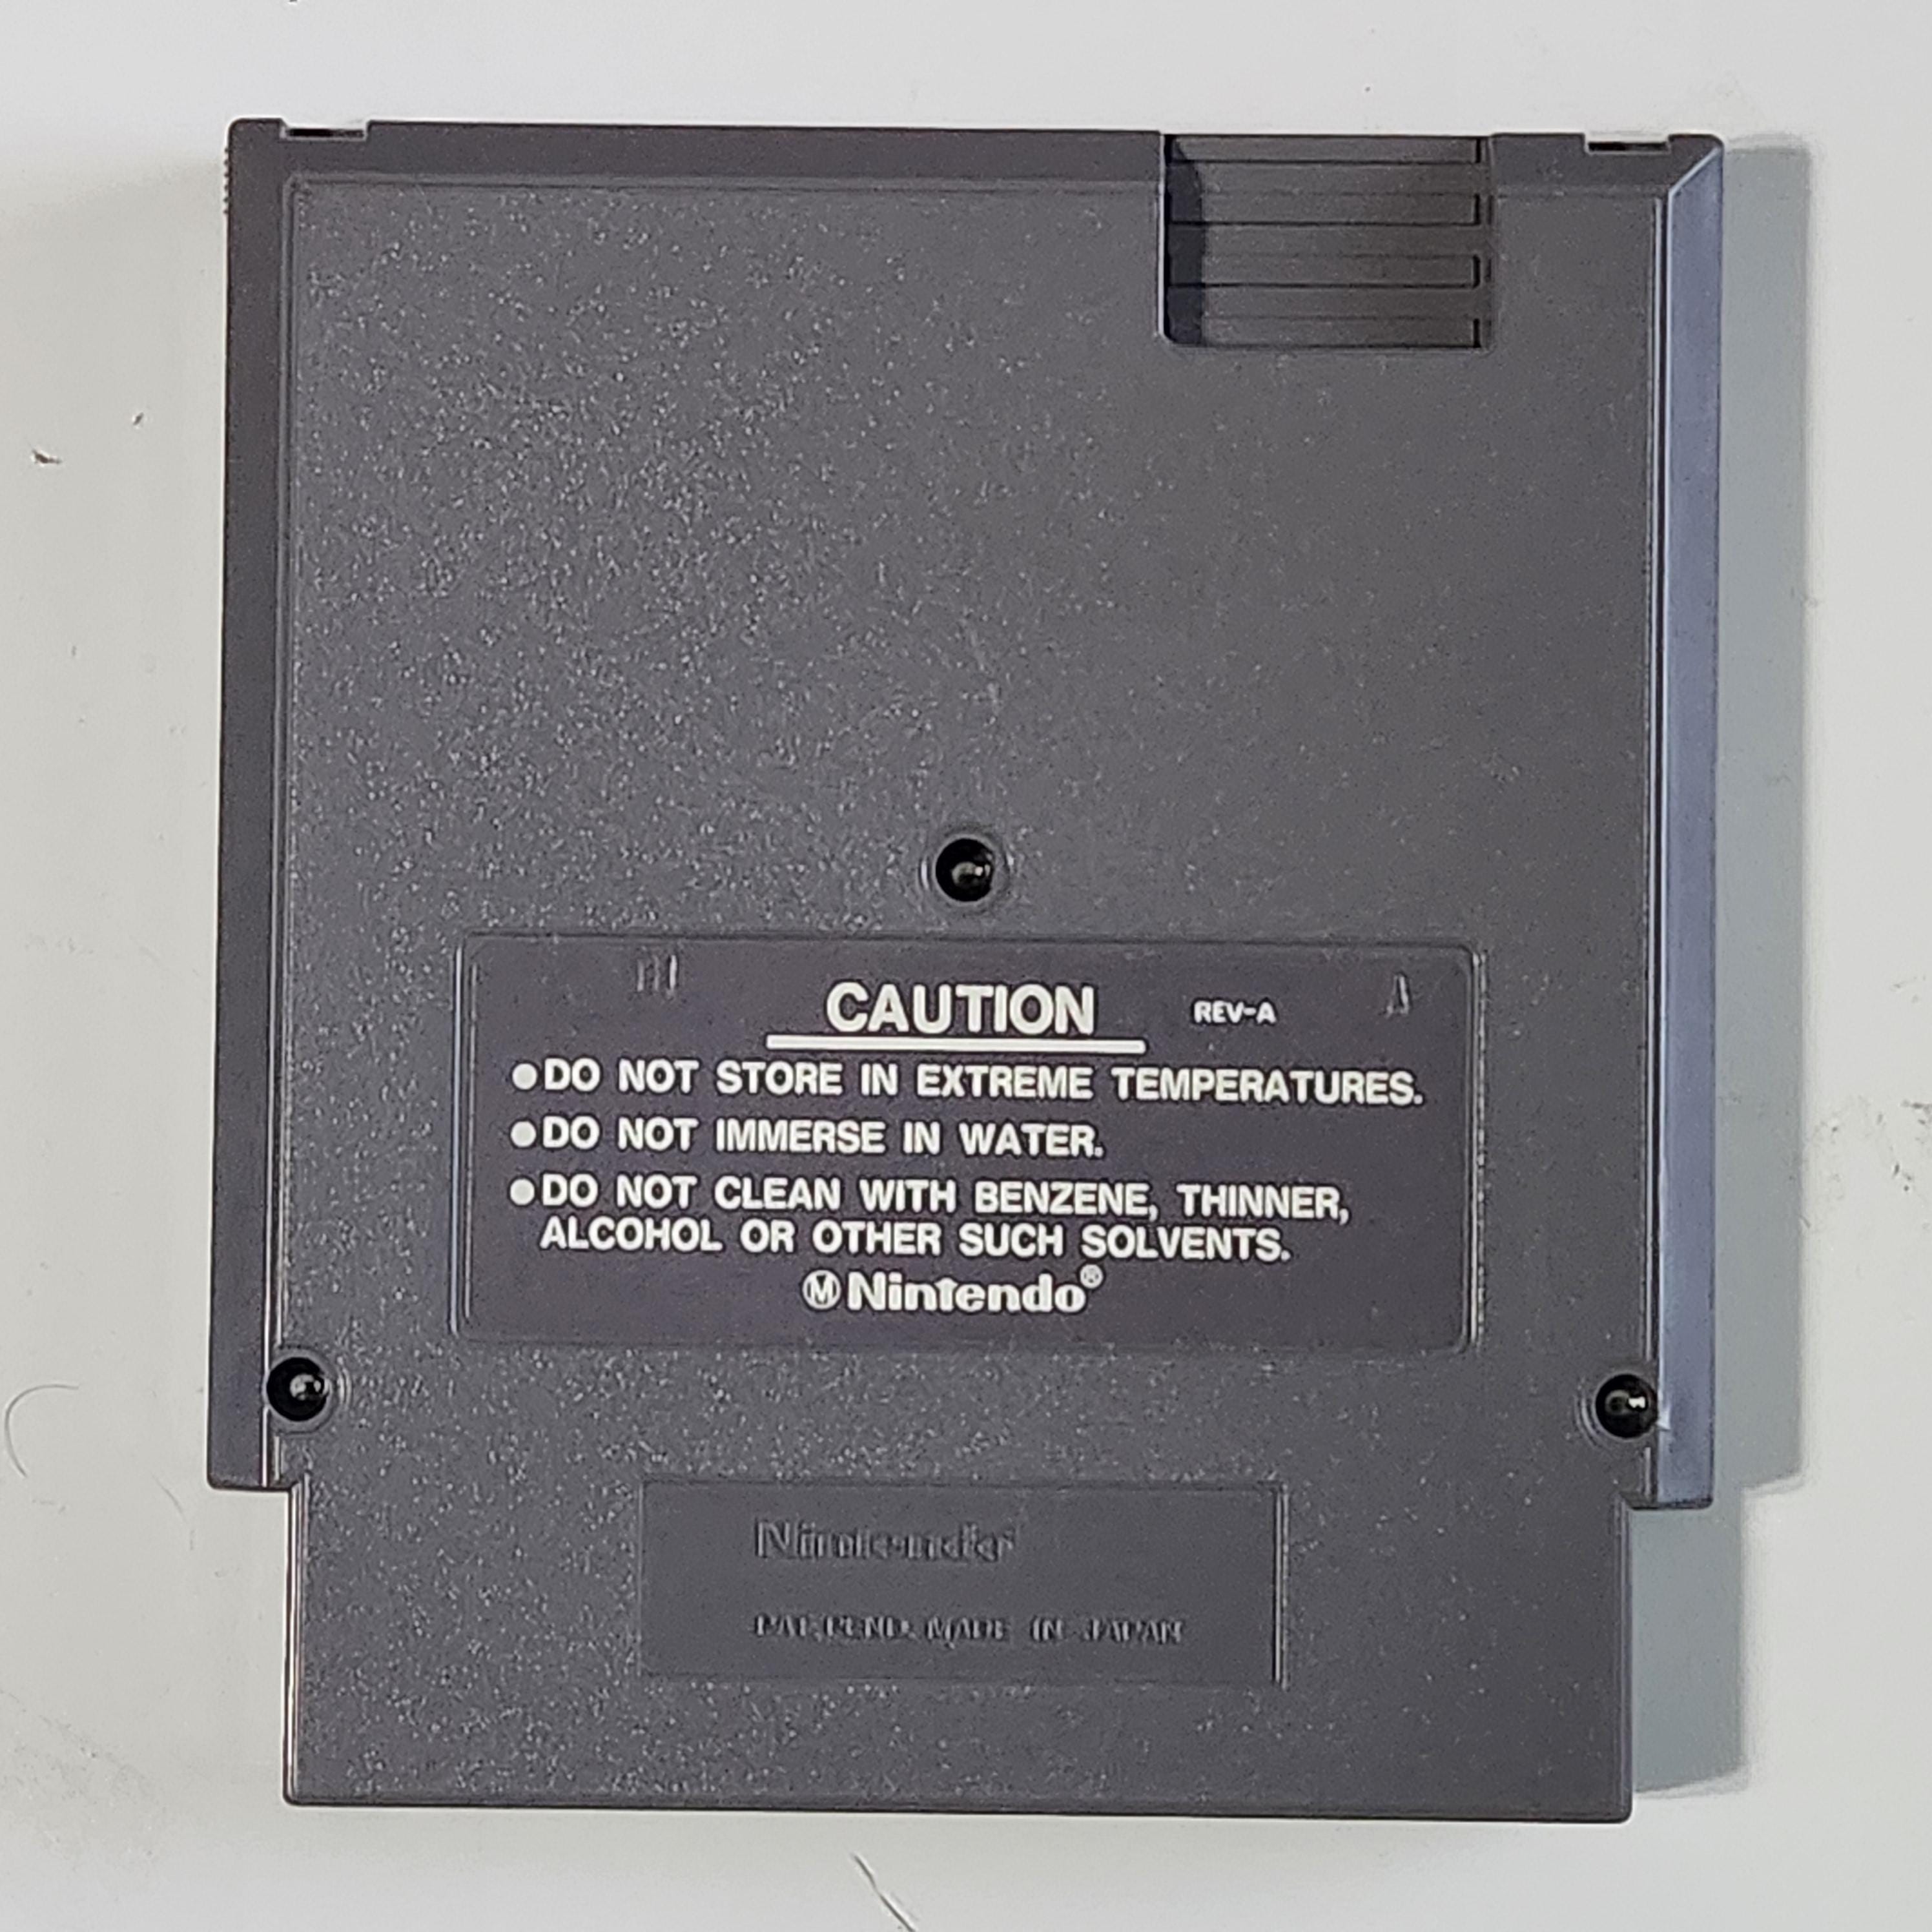 CAUTION REV-A
●DO NOT STORE IN EXTREME TEMPERATURES.
●DO NOT IMMERSE IN WATER.
●DO NOT CLEAN WITH BENZENE, THINNER,
ALCOHOL OR OTHER SUCH SOLVENTS.
ⓂNintendo®
Nintendo
PAT. PEND. MADE IN JAPAN